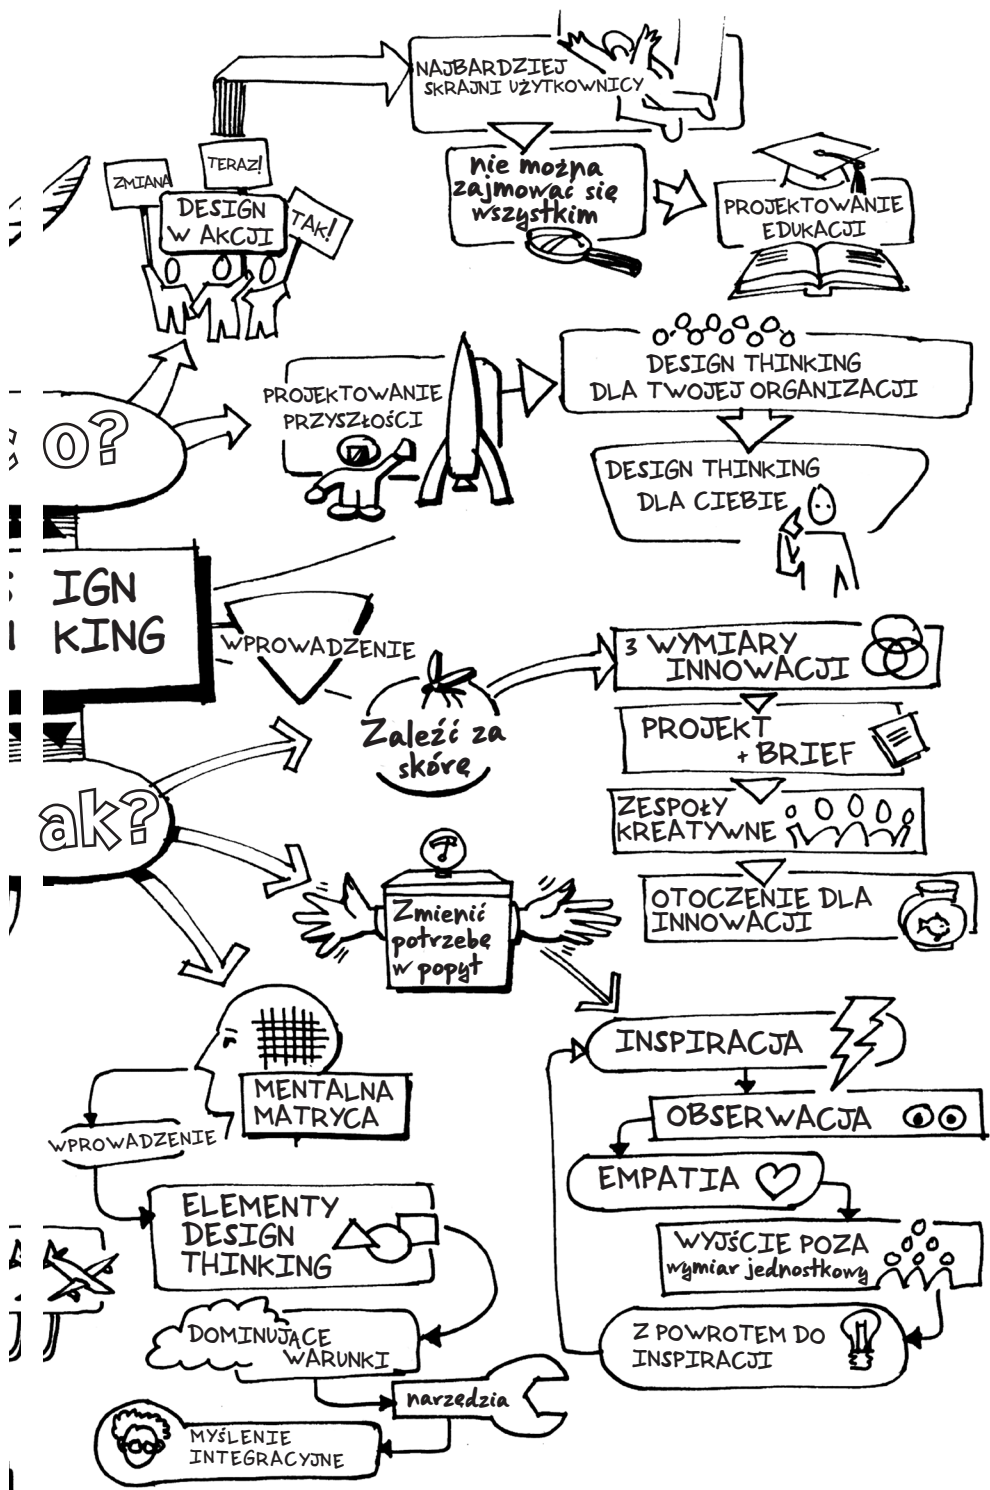 NAJBARDZIEJ
SKRAJNI UŻYTKOWNICY
nie można
zajmować się
wszystkim
PROJEKTOWANIE
EDUKACJI
ZMIANA
TERAZ!
TAK!
DESIGN
W AKCJI
o?
PROJEKTOWANIE
PRZYSZŁOŚCI
DESIGN THINKING
DLA TWOJEJ ORGANIZACJI
DESIGN THINKING
DLA CIEBIE
IGN
KING
WPROWADZENIE
Zaleźć za
skórę
3 WYMIARY
INNOWACJI
PROJEKT
+ BRIEF
ZESPOŁY
KREATYWNE
OTOCZENIE DLA
INNOWACJI
ak?
Zmienić
potrzebę
w popyt
INSPIRACJA
OBSERWACJA
EMPATIA
WYJŚCIE POZA
wymiar jednostkowy
Z POWROTEM DO
INSPIRACJI
MENTALNA
MATRYCA
WPROWADZENIE
ELEMENTY
DESIGN
THINKING
DOMINUJĄCE
WARUNKI
narzędzia
MYŚLENIE
INTEGRACYJNE